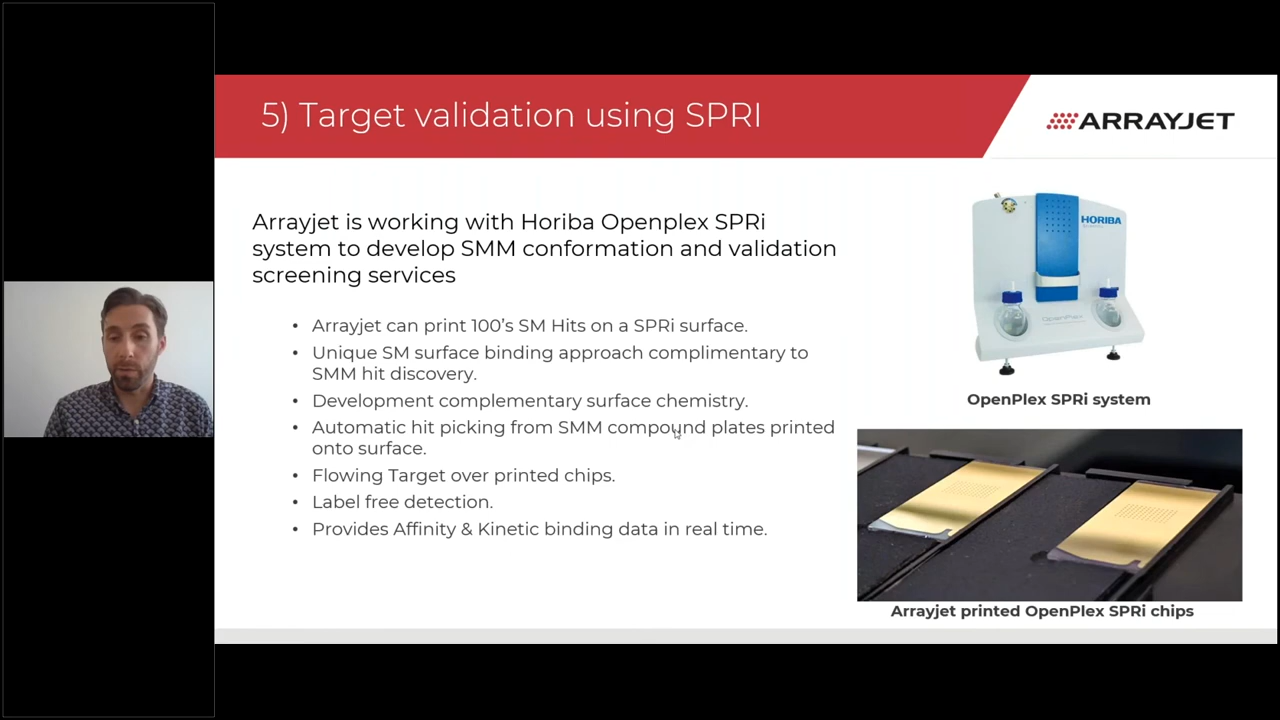 5) Target validation using SPRI
ARRAYJET
Arrayjet is working with Horiba Openplex SPRi
system to develop SMM conformation and validation
screening services
• Arrayjet can print 100's SM Hits on a SPRi surface.
• Unique SM surface binding approach complimentary to
SMM hit discovery.
• Development complementary surface chemistry.
• Automatic hit picking from SMM compound plates printed
onto surface.
• Flowing Target over printed chips.
• Label free detection.
• Provides Affinity & Kinetic binding data in real time.
HORIBA
OpenPlex
OpenPlex SPRi system
Arrayjet printed OpenPlex SPRi chips